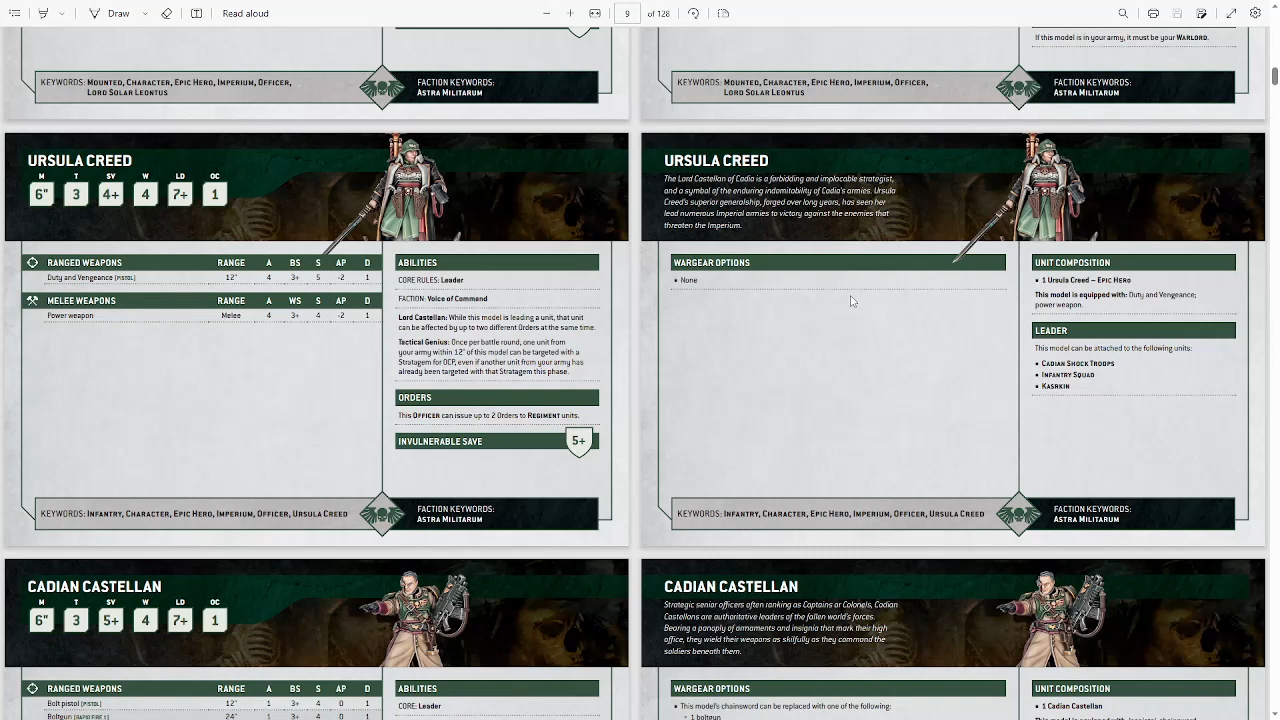 Draw
Read aloud
9 of 128
If this model is in your army, it must be your WARLORD.
KEYWORDS: MOUNTED, CHARACTER, EPIC HERO, IMPERIUM, OFFICER,
LORD SOLAR LEONTUS
FACTION KEYWORDS:
ASTRA MILITARUM
KEYWORDS: MOUNTED, CHARACTER, EPIC HERO, IMPERIUM, OFFICER,
LORD SOLAR LEONTUS
FACTION KEYWORDS:
ASTRA MILITARUM
URSULA CREED
M T SV W LD OC
6" 3 4+ 4 7+ 1
RANGED WEAPONS RANGE A BS S AP D
Duty and Vengeance [PISTOL] 12" 4 3+ 5 -2 1
MELEE WEAPONS RANGE A WS S AP D
Power weapon Melee 4 3+ 4 -2 1
ABILITIES
CORE RULES: Leader
FACTION: Voice of Command
Lord Castellan: While this model is leading a unit, that unit
can be affected by up to two different Orders at the same time.
Tactical Genius: Once per battle round, one unit from
your army within 12" of this model can be targeted with a
Stratagem for 0CP, even if another unit from your army has
already been targeted with that Stratagem this phase.
ORDERS
This OFFICER can issue up to 2 Orders to REGIMENT units.
INVULNERABLE SAVE 5+
KEYWORDS: INFANTRY, CHARACTER, EPIC HERO, IMPERIUM, OFFICER, URSULA CREED
FACTION KEYWORDS:
ASTRA MILITARUM
URSULA CREED
The Lord Castellan of Cadia is a forbidding and implacable strategist,
and a symbol of the enduring indomitability of Cadia's armies. Ursula
Creed's superior generalship, forged over long years, has seen her
lead numerous Imperial armies to victory against the enemies that
threaten the Imperium.
WARGEAR OPTIONS
▪ None
UNIT COMPOSITION
▪ 1 Ursula Creed – EPIC HERO
This model is equipped with: Duty and Vengeance;
power weapon.
LEADER
This model can be attached to the following units:
▪ CADIAN SHOCK TROOPS
▪ INFANTRY SQUAD
▪ KASRKIN
KEYWORDS: INFANTRY, CHARACTER, EPIC HERO, IMPERIUM, OFFICER, URSULA CREED
FACTION KEYWORDS:
ASTRA MILITARUM
CADIAN CASTELLAN
M T SV W LD OC
6" 3 5+ 4 7+ 1
RANGED WEAPONS RANGE A BS S AP D
Bolt pistol [PISTOL] 12" 1 3+ 4 0 1
Boltgun [RAPID FIRE 1] 24" 1 3+ 4 0 1
ABILITIES
CORE: Leader
CADIAN CASTELLAN
Strategic senior officers often ranking as Captains or Colonels, Cadian
Castellans are authoritative leaders of the fallen world's forces.
Bearing a panoply of armaments and insignia that mark their high
office, they wield their weapons as skilfully as they command the
soldiers beneath them.
WARGEAR OPTIONS
▪ This model's chainsword can be replaced with one of the following:
◦ 1 boltgun
UNIT COMPOSITION
▪ 1 Cadian Castellan